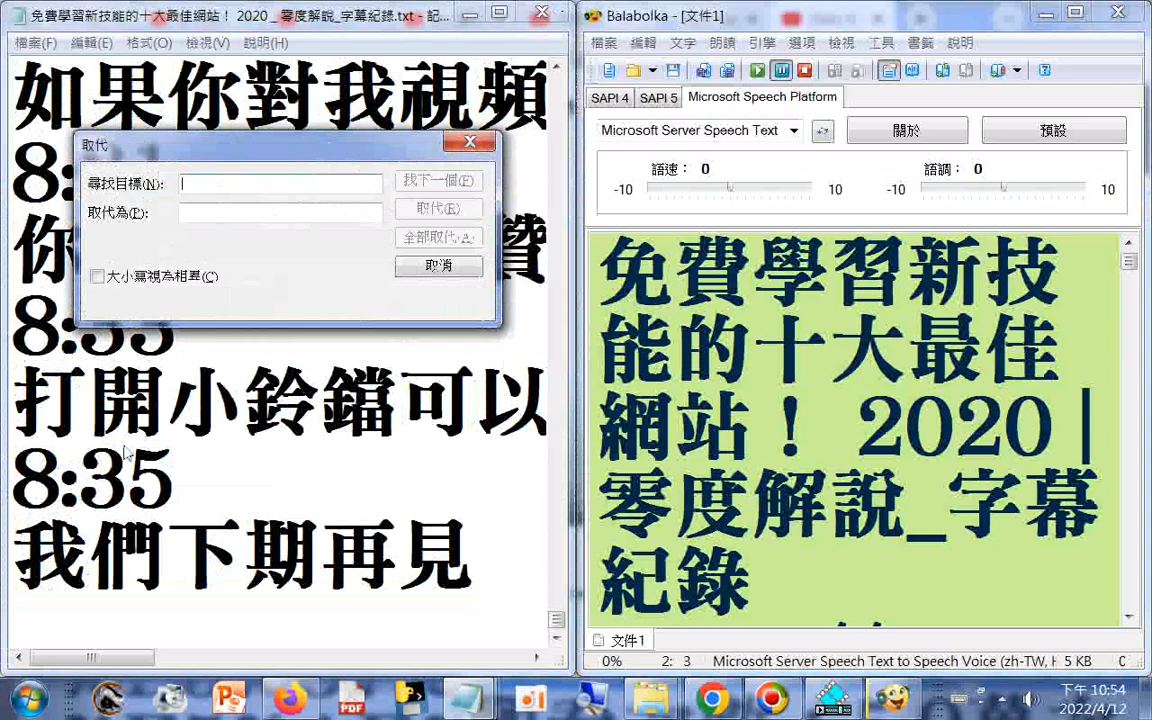 免費學習新技能的十大最佳網站！ 2020 _ 零度解說_字幕紀錄.txt - 記...
檔案(F) 編輯(E) 格式(O) 檢視(V) 說明(H)
如果你對我視頻
8:
你 贊
8:33
打開小鈴鐺可以
8:35
我們下期再見
取代
尋找目標(N):
取代為(P):
大小寫視為相異(C)
找下一個(F)
取代(R)
全部取代(A)
取消
Balabolka - [文件1]
檔案 編輯 文字 朗讀 引擎 選項 檢視 工具 書籤 說明
SAPI 4 SAPI 5 Microsoft Speech Platform
Microsoft Server Speech Text
關於
預設
語速： 0
-10 10
語調： 0
-10 10
免費學習新技
能的十大最佳
網站！ 2020 |
零度解說_字幕
紀錄
文件1
0% 2: 3 Microsoft Server Speech Text to Speech Voice (zh-TW, H 5 KB C
PDF
下午 10:54
2022/4/12